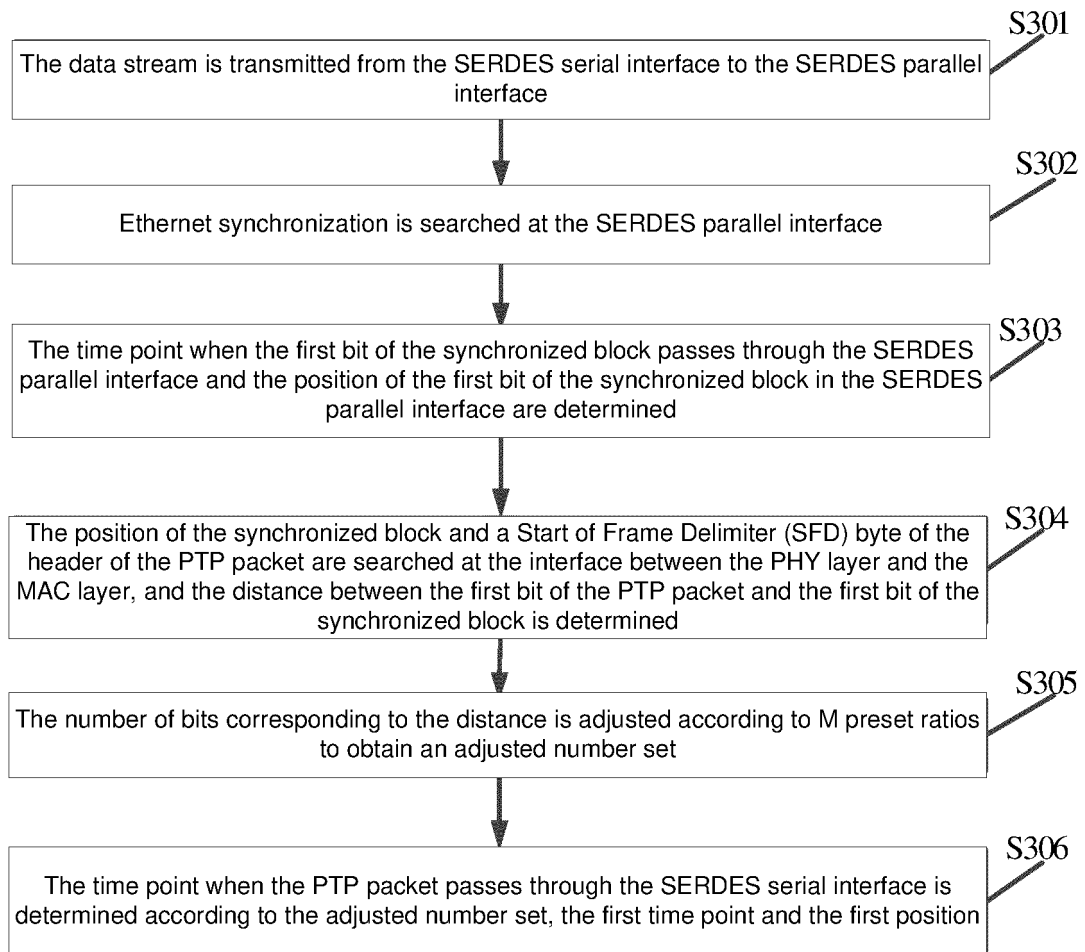 S301
The data stream is transmitted from the SERDES serial interface to the SERDES parallel
interface
S302
Ethernet synchronization is searched at the SERDES parallel interface
S303
The time point when the first bit of the synchronized block passes through the SERDES
parallel interface and the position of the first bit of the synchronized block in the SERDES
parallel interface are determined
S304
The position of the synchronized block and a Start of Frame Delimiter (SFD) byte of the
header of the PTP packet are searched at the interface between the PHY layer and the
MAC layer, and the distance between the first bit of the PTP packet and the first bit of the
synchronized block is determined
S305
The number of bits corresponding to the distance is adjusted according to M preset ratios
to obtain an adjusted number set
S306
The time point when the PTP packet passes through the SERDES serial interface is
determined according to the adjusted number set, the first time point and the first position